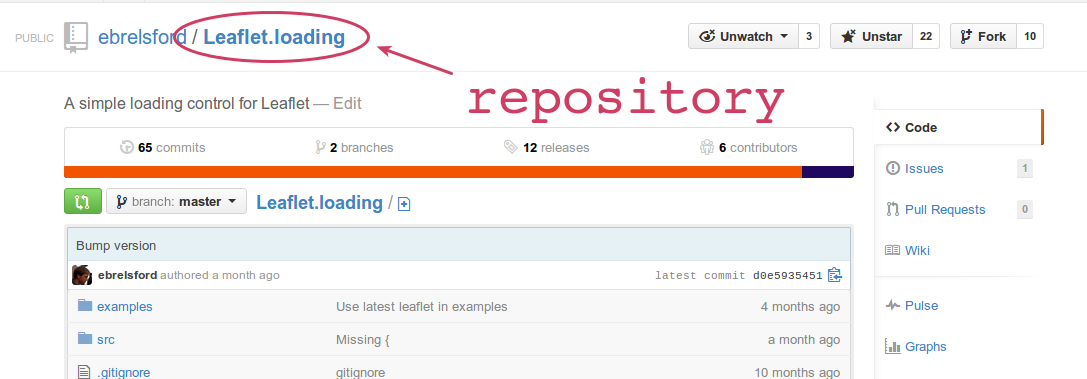 PUBLIC ebrelsford / Leaflet.loading Unwatch 3 Unstar 22 Fork 10
repository
A simple loading control for Leaflet — Edit
Code
65 commits 2 branches 12 releases 6 contributors
Issues 1
branch: master Leaflet.loading /
Pull Requests 0
Bump version
Wiki
ebrelsford authored a month ago latest commit d0e5935451
examples Use latest leaflet in examples 4 months ago
Pulse
src Missing { a month ago
Graphs
.gitignore gitignore 10 months ago